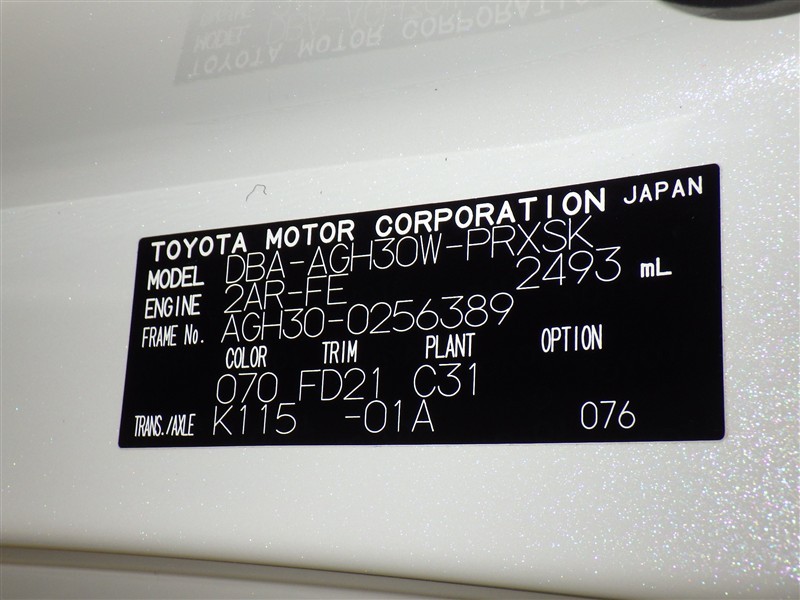 TOYOTA MOTOR CORPORATION JAPAN
MODEL DBA-AGH30W-PRXSK
ENGINE 2AR-FE 2493 mL
FRAME No. AGH30-0256389
COLOR TRIM PLANT OPTION
070 FD21 C31
TRANS./AXLE K115 -01A 076